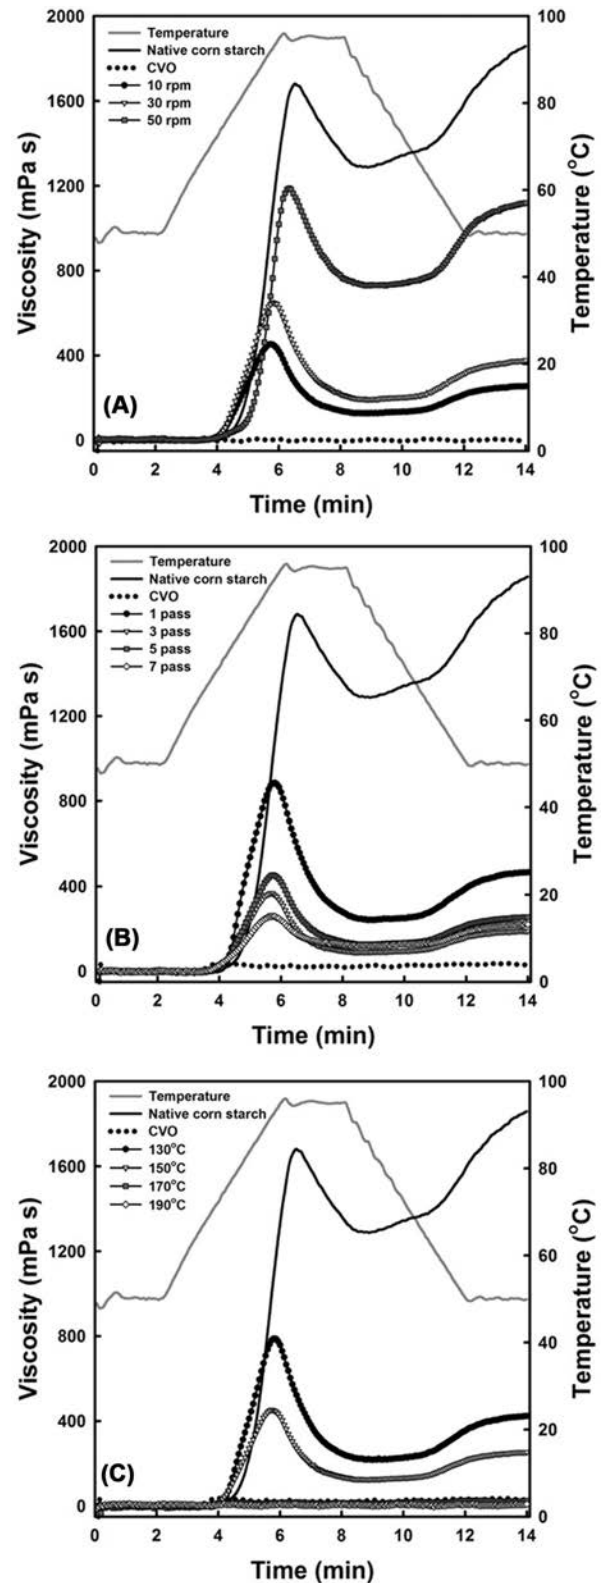 2000
1600
1200
800
400
0
Viscosity (mPa s)
Temperature
Native corn starch
CVO
10 rpm
30 rpm
50 rpm
(A)
100
80
60
40
20
0
Temperature (°C)
0 2 4 6 8 10 12 14
Time (min)
2000
1600
1200
800
400
0
Viscosity (mPa s)
Temperature
Native corn starch
CVO
1 pass
3 pass
5 pass
7 pass
(B)
100
80
60
40
20
0
Temperature (°C)
0 2 4 6 8 10 12 14
Time (min)
2000
1600
1200
800
400
0
Viscosity (mPa s)
Temperature
Native corn starch
CVO
130°C
150°C
170°C
190°C
(C)
100
80
60
40
20
0
Temperature (°C)
0 2 4 6 8 10 12 14
Time (min)